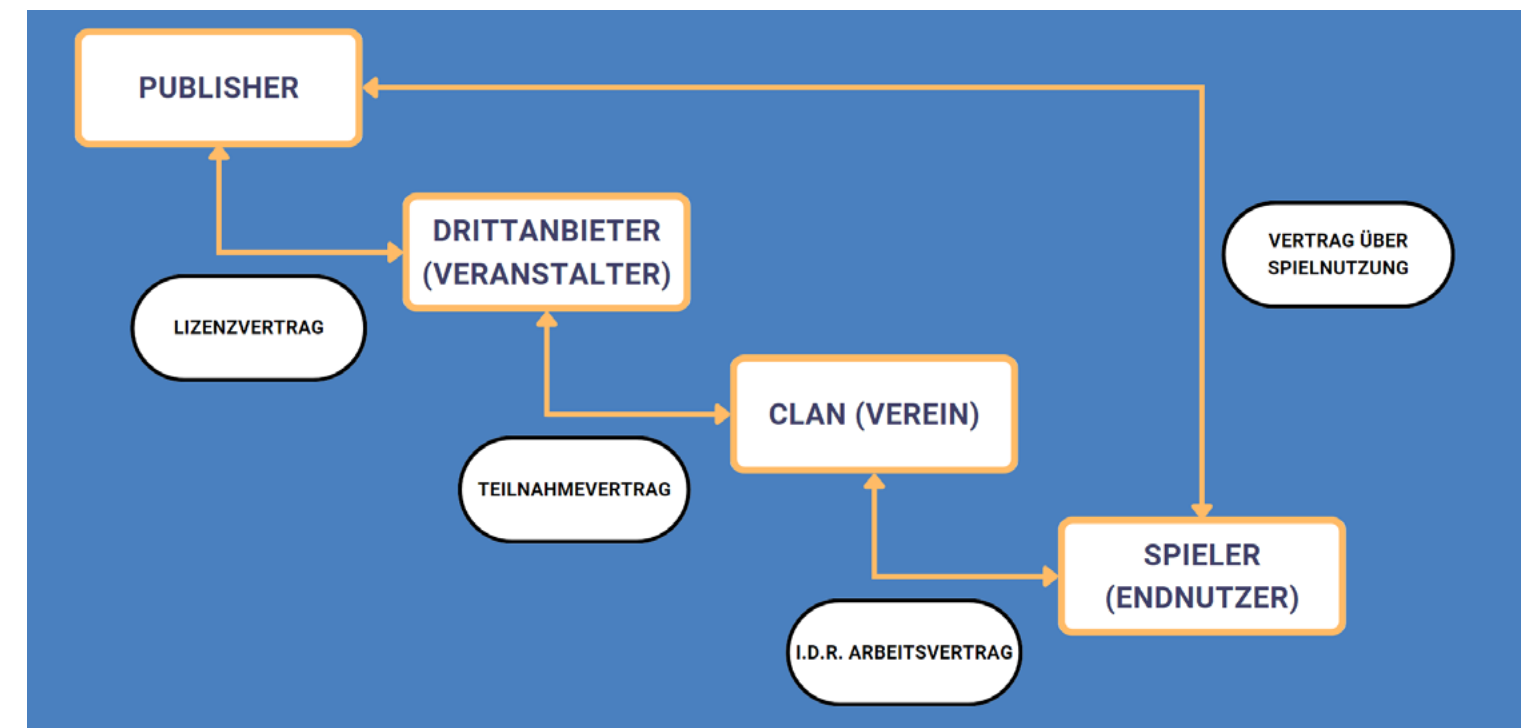 PUBLISHER
DRITTANBIETER
(VERANSTALTER)
VERTRAG ÜBER
SPIELNUTZUNG
LIZENZVERTRAG
CLAN (VEREIN)
TEILNAHMEVERTRAG
SPIELER
(ENDNUTZER)
I.D.R. ARBEITSVERTRAG